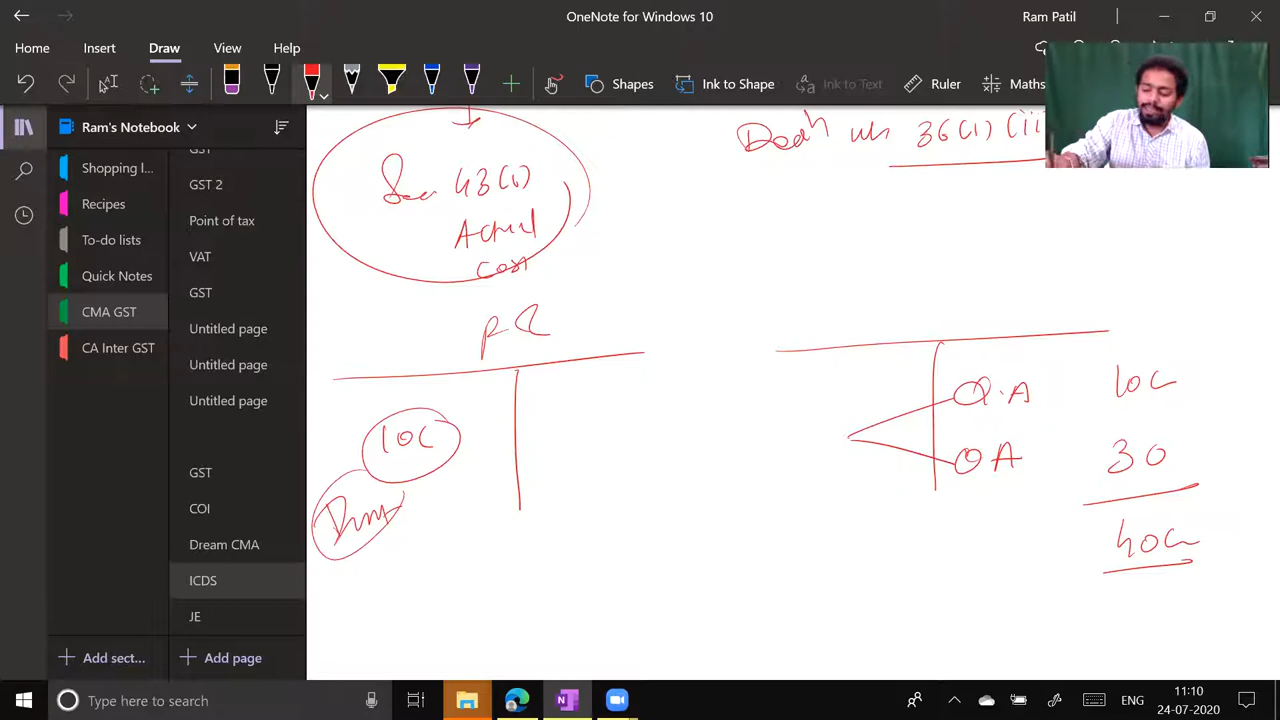 OneNote for Windows 10
Ram Patil
Home Insert Draw View Help
Shapes Ink to Shape Ink to Text Ruler Maths
Ram's Notebook
Shopping l...
Recipes
To-do lists
Quick Notes
CMA GST
CA Inter GST
GST
GST 2
Point of tax
VAT
GST
Untitled page
Untitled page
Untitled page
GST
COI
Dream CMA
ICDS
JE
Add sect...
Add page
Sec 43(1)
Actual
Cost
Dedn u/s 36(1)(iii
10C
Q.A 10C
OA 30
40C
Type here to search
ENG
11:10
24-07-2020